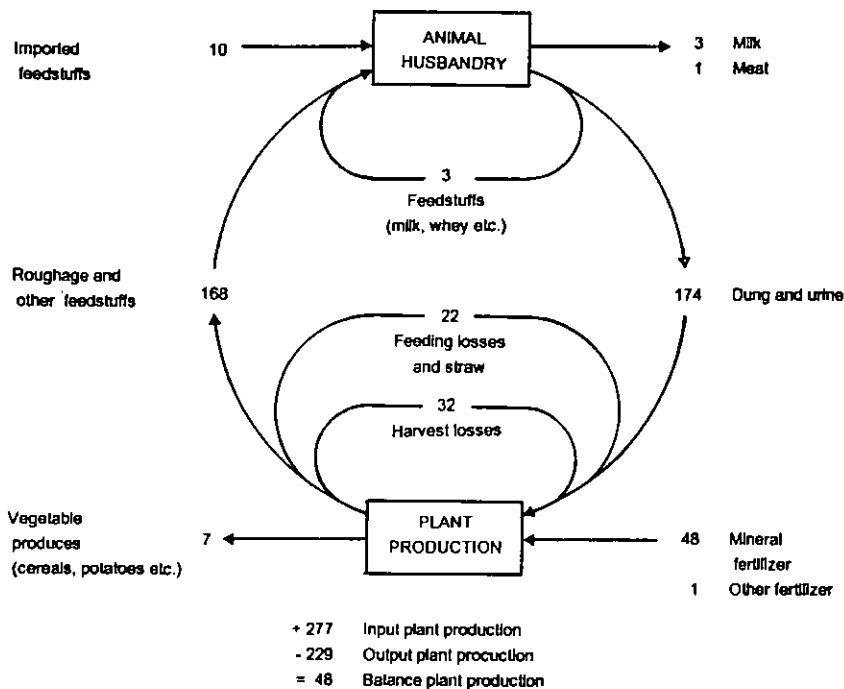 Imported
feedstuffs
10
ANIMAL
HUSBANDRY
3 Milk
1 Meat
3
Feedstuffs
(milk, whey etc.)
Roughage and
other feedstuffs
168
174 Dung and urine
22
Feeding losses
and straw
32
Harvest losses
Vegetable
produces
(cereals, potatoes etc.)
7
PLANT
PRODUCTION
48 Mineral
fertilizer
1 Other fertilizer
+ 277 Input plant production
- 229 Output plant procuction
= 48 Balance plant production